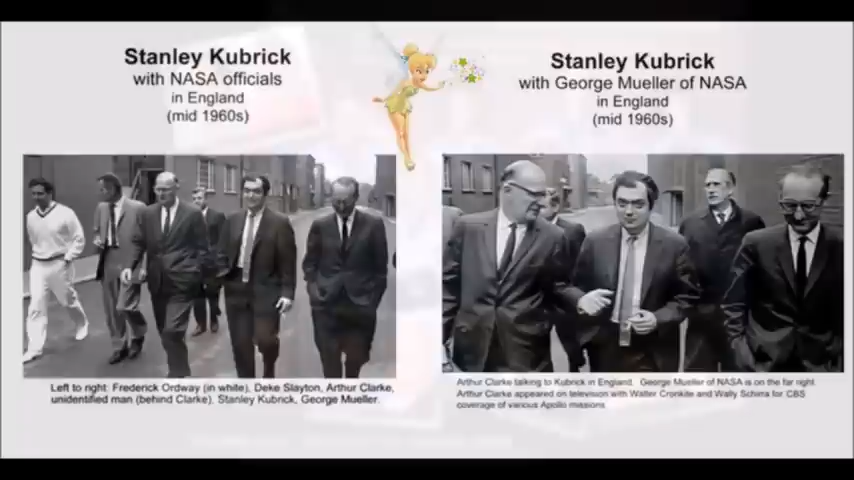 Stanley Kubrick
with NASA officials
in England
(mid 1960s)
Left to right: Frederick Ordway (in white), Deke Slayton, Arthur Clarke,
unidentified man (behind Clarke), Stanley Kubrick, George Mueller.
Stanley Kubrick
with George Mueller of NASA
in England
(mid 1960s)
Arthur Clarke talking to Kubrick in England. George Mueller of NASA is on the far right.
Arthur Clarke appeared on television with Walter Cronkite and Wally Schirra for CBS
coverage of various Apollo missions